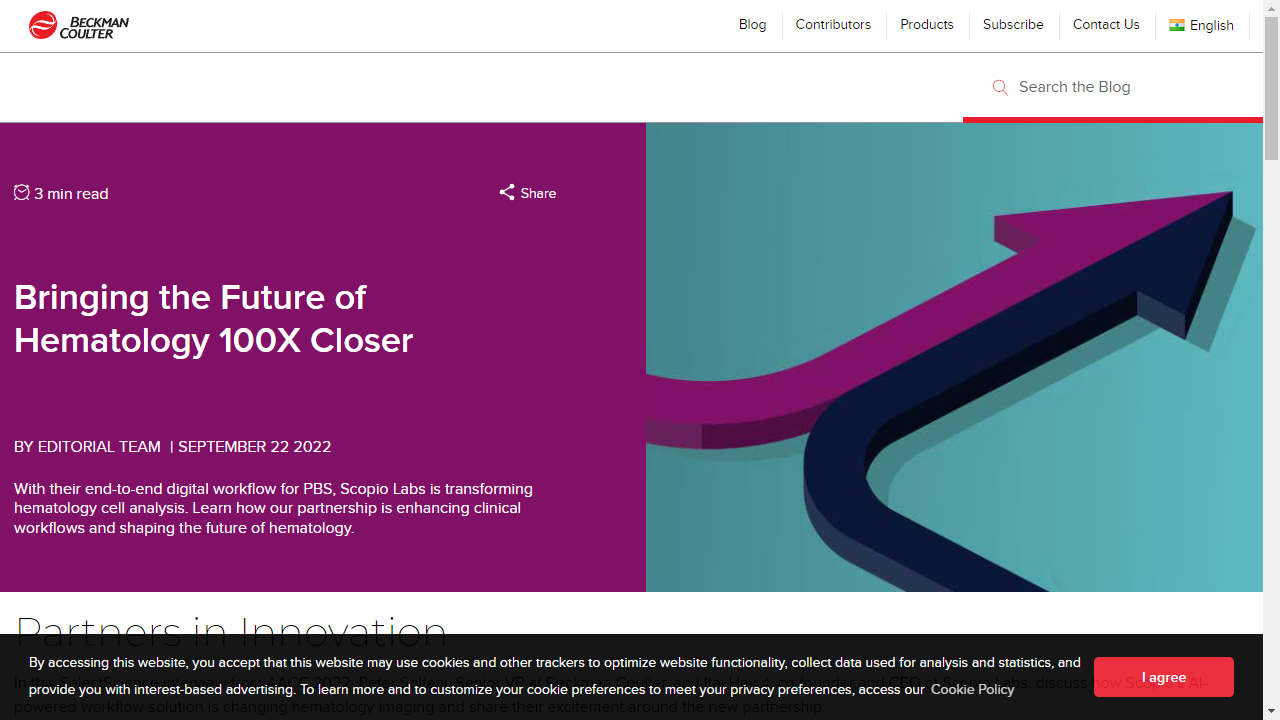 BECKMAN
COULTER
Blog
Contributors
Products
Subscribe
Contact Us
English
Search the Blog
3 min read
Share
Bringing the Future of
Hematology 100X Closer
BY EDITORIAL TEAM | SEPTEMBER 22 2022
With their end-to-end digital workflow for PBS, Scopio Labs is transforming
hematology cell analysis. Learn how our partnership is enhancing clinical
workflows and shaping the future of hematology.
Partners in Innovation
By accessing this website, you accept that this website may use cookies and other trackers to optimize website functionality, collect data used for analysis and statistics, and
provide you with interest-based advertising. To learn more and to customize your cookie preferences to meet your privacy preferences, access our Cookie Policy
I agree
In this SelectScience interview from AACC 2022, Peter Soltani, Senior VP at Beckman Coulter, and Itai Hayut, co-founder and CEO at Scopio Labs, discuss how Scopio's AI-
powered workflow solution is changing hematology imaging and share their excitement around the new partnership.